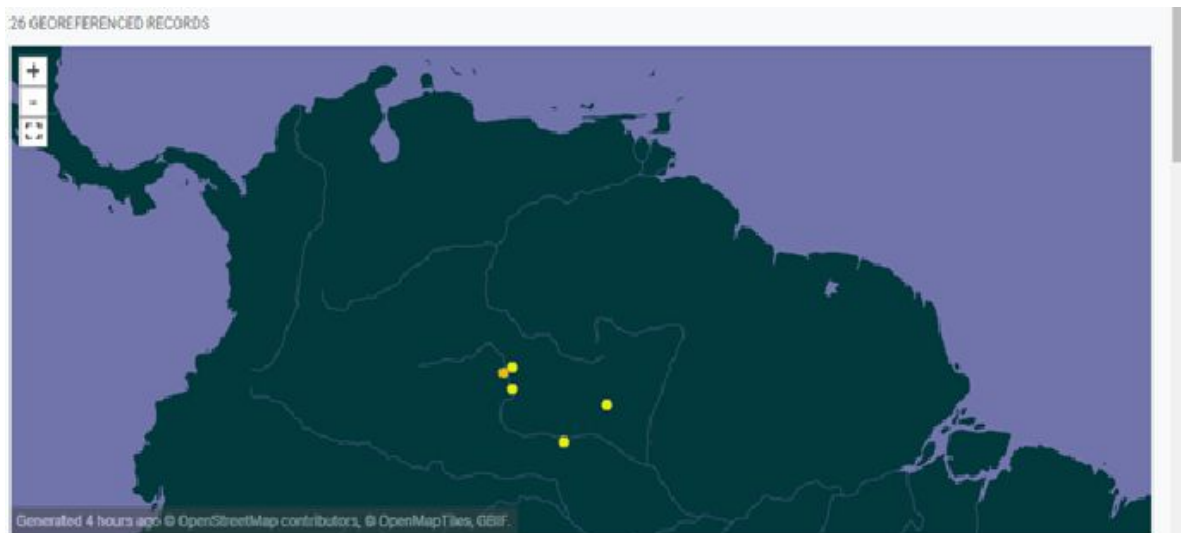 26 GEOREFERENCED RECORDS
+
-
Generated 4 hours ago © OpenStreetMap contributors, © OpenMapTiles, GBIF.